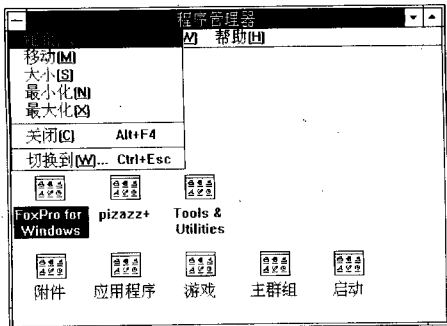 程序管理器
帮助[H]
移动[M]
大小[S]
最小化[N]
最大化[X]
关闭[C] Alt+F4
切换到[W]... Ctrl+Esc
FoxPro for Windows
pizazz+
Tools & Utilities
附件
应用程序
游戏
主群组
启动